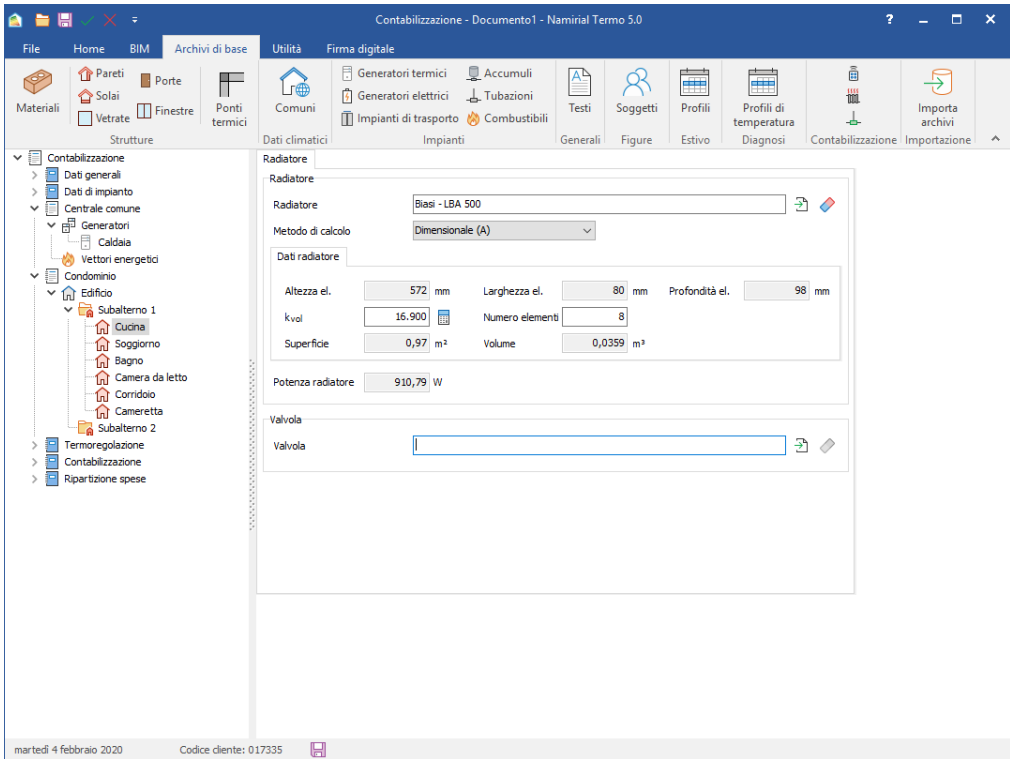 Contabilizzazione - Documento1 - Namirial Termo 5.0
File Home BIM Archivi di base Utilità Firma digitale
Materiali
Pareti
Solai
Vetrate
Porte
Finestre
Ponti
termici
Strutture
Comuni
Dati climatici
Generatori termici
Generatori elettrici
Impianti di trasporto
Accumuli
Tubazioni
Combustibili
Impianti
Testi
Generali
Soggetti
Figure
Profili
Estivo
Profili di
temperatura
Diagnosi
Contabilizzazione
Importa
archivi
Importazione
Contabilizzazione
Dati generali
Dati di impianto
Centrale comune
Generatori
Caldaia
Vettori energetici
Condominio
Edificio
Subalterno 1
Cucina
Soggiorno
Bagno
Camera da letto
Corridoio
Cameretta
Subalterno 2
Termoregolazione
Contabilizzazione
Ripartizione spese
Radiatore
Radiatore
Radiatore Biasi - LBA 500
Metodo di calcolo Dimensionale (A)
Dati radiatore
Altezza el. 572 mm Larghezza el. 80 mm Profondità el. 98 mm
kvol 16.900 Numero elementi 8
Superficie 0,97 m² Volume 0,0359 m³
Potenza radiatore 910,79 W
Valvola
Valvola
martedì 4 febbraio 2020 Codice cliente: 017335